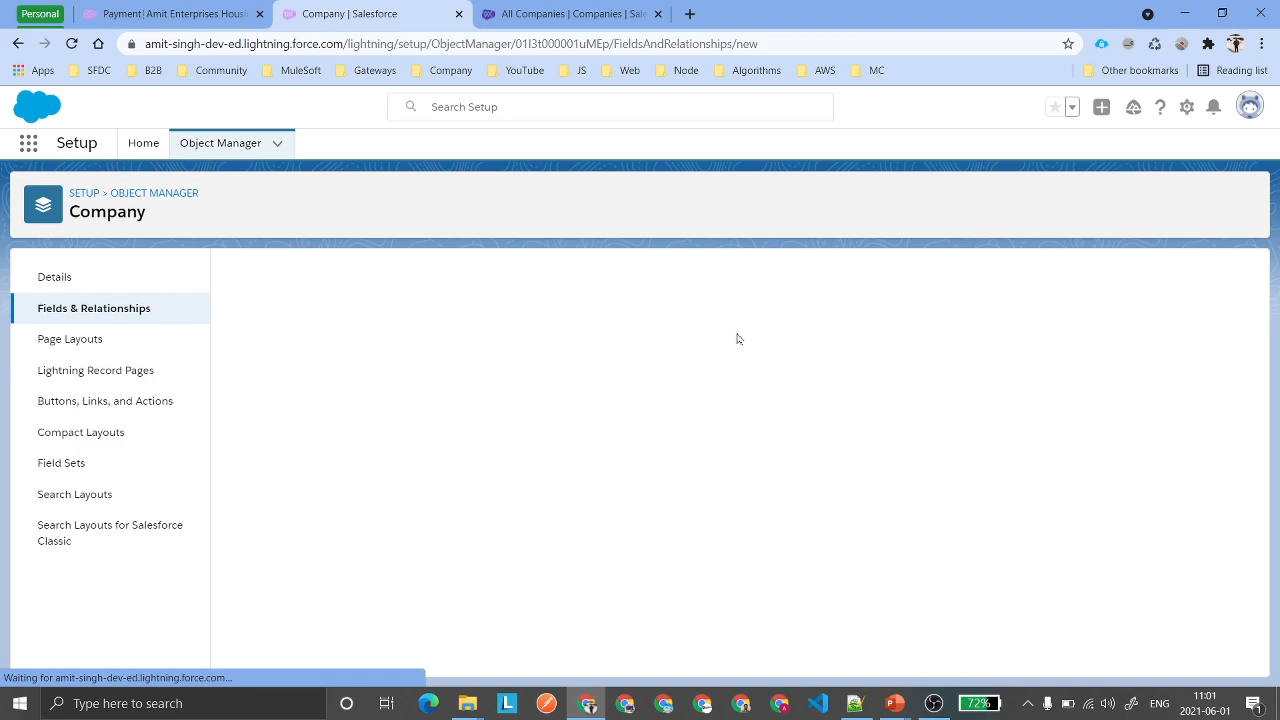 Personal
Payment| Amit Enterprises Housi
Company | Salesforce
All Companies | Companies | Sale
amit-singh-dev-ed.lightning.force.com/lightning/setup/ObjectManager/01I3t000001uMEp/FieldsAndRelationships/new
Apps SFDC B2B Community MuleSoft Gateways Company YouTube JS Web Node Algorithms AWS MC Other bookmarks Reading list
Search Setup
Setup Home Object Manager
SETUP > OBJECT MANAGER
Company
Details
Fields & Relationships
Page Layouts
Lightning Record Pages
Buttons, Links, and Actions
Compact Layouts
Field Sets
Search Layouts
Search Layouts for Salesforce
Classic
Waiting for amit-singh-dev-ed.lightning.force.com...
Type here to search
72%
ENG
11:01
2021-06-01